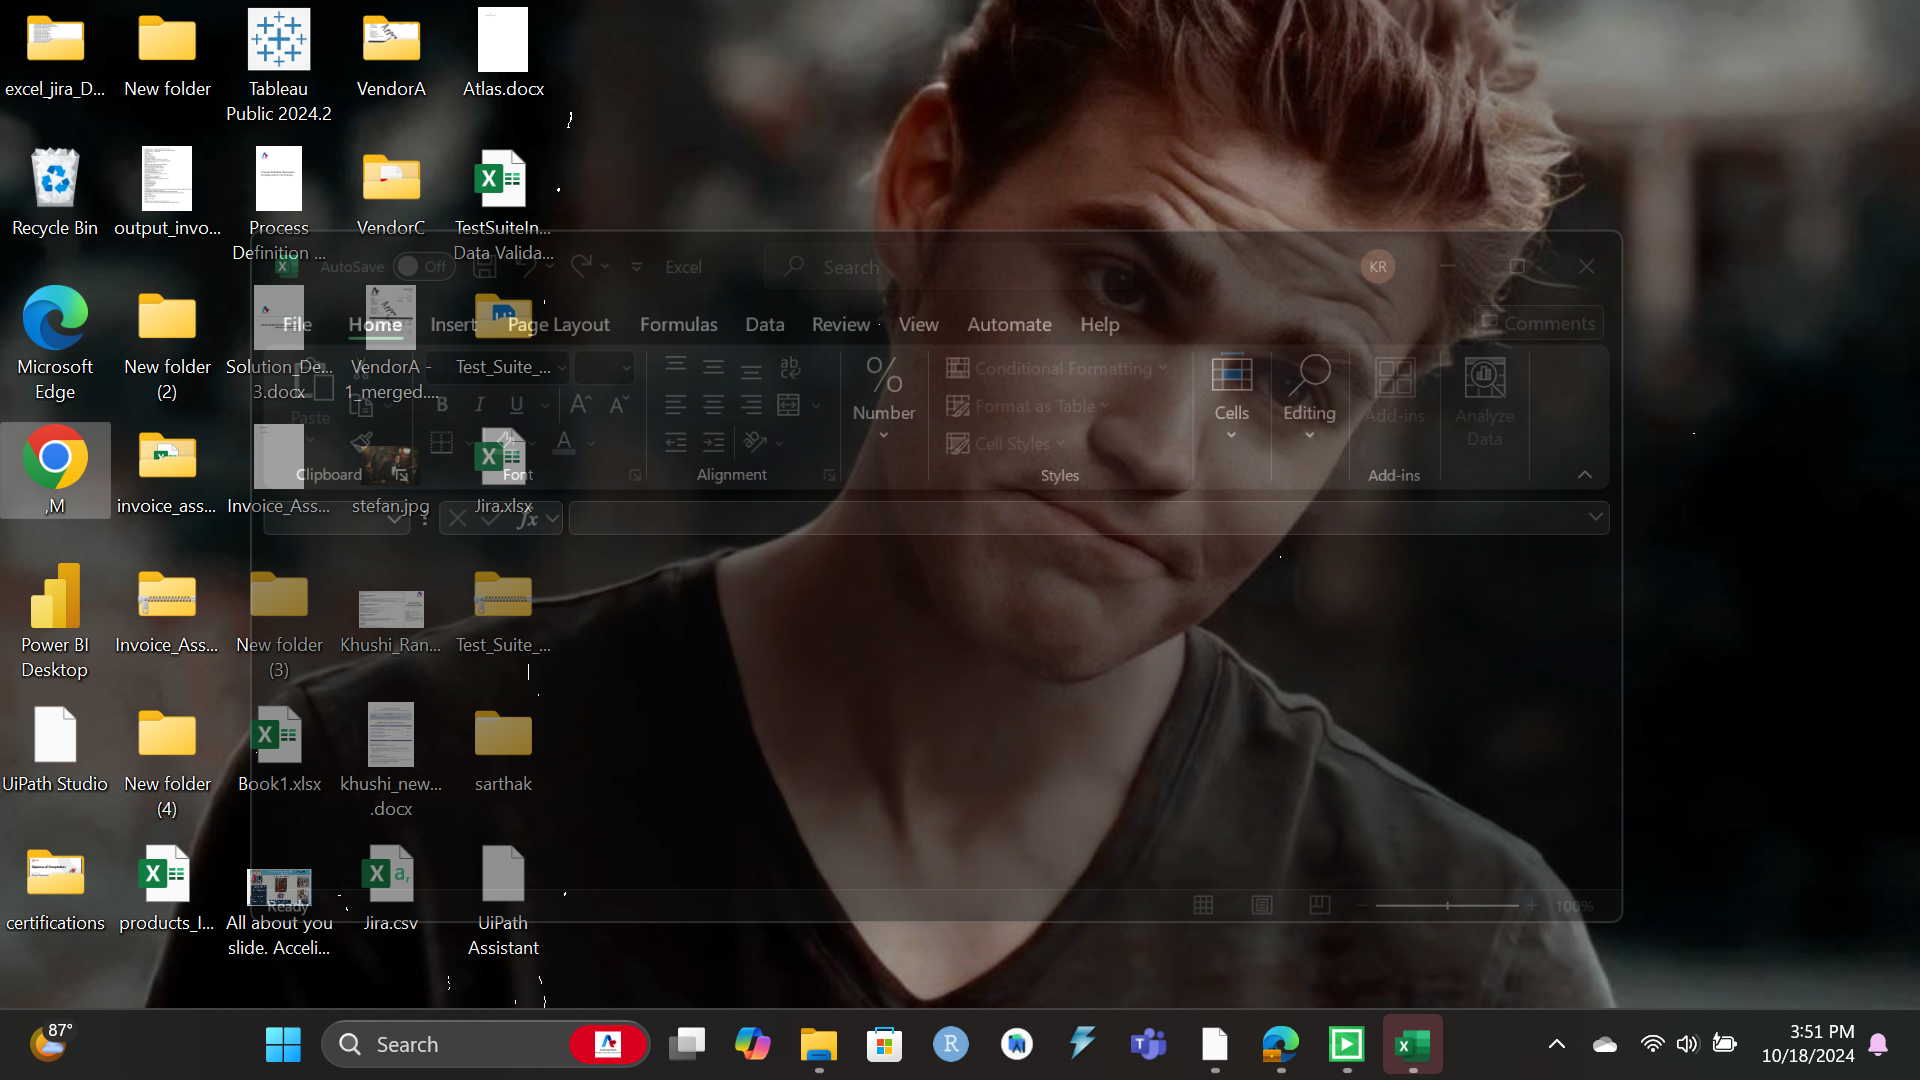 excel_jira_D...
New folder
Tableau
Public 2024.2
VendorA
Atlas.docx
Recycle Bin
output_invo...
Process
Definition ...
VendorC
TestSuiteIn...
Data Valida...
AutoSave
Off
Excel
Search
KR
File
Home
Insert
Page Layout
Formulas
Data
Review
View
Automate
Help
Comments
Microsoft
Edge
New folder
(2)
Solution_De...
3.docx
VendorA -
1_merged....
Test_Suite_...
Paste
Number
Conditional Formatting
Format as Table
Cell Styles
Cells
Editing
Add-ins
Analyze
Data
Clipboard
Font
Alignment
Styles
Add-ins
,M
invoice_ass...
Invoice_Ass...
stefan.jpg
Jira.xlsx
fx
Power BI
Desktop
Invoice_Ass...
New folder
(3)
Khushi_Ran...
Test_Suite_...
UiPath Studio
New folder
(4)
Book1.xlsx
khushi_new...
.docx
sarthak
certifications
products_I...
All about you
slide. Acceli...
Jira.csv
UiPath
Assistant
Ready
100%
87°
Search
3:51 PM
10/18/2024